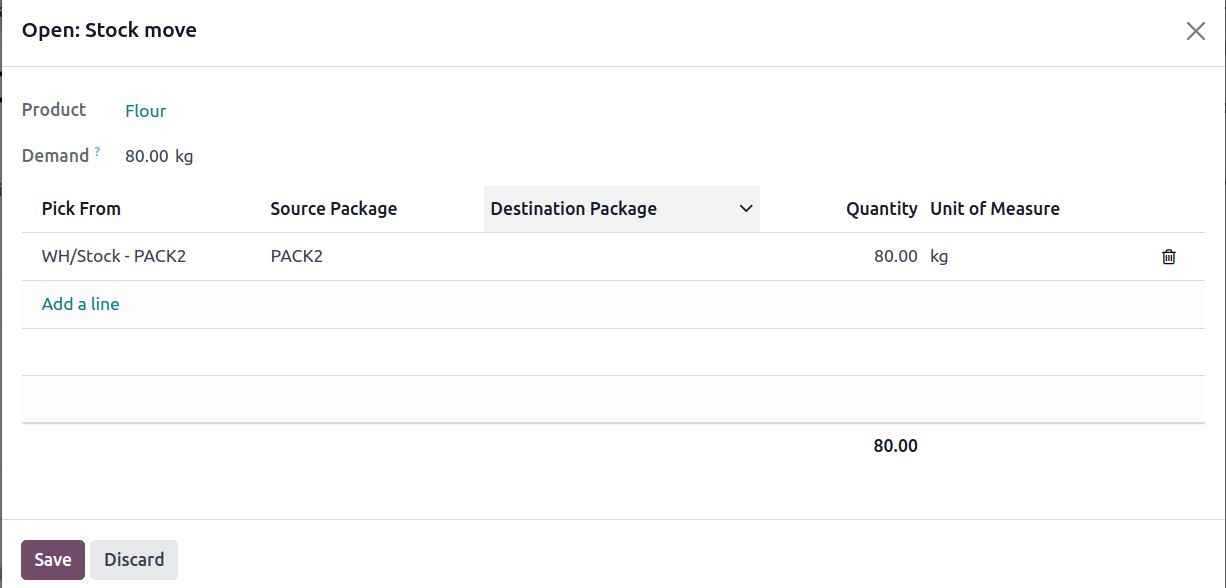 Open: Stock move
Product Flour
Demand ? 80.00 kg
Pick From Source Package Destination Package Quantity Unit of Measure
WH/Stock - PACK2 PACK2 80.00 kg
Add a line
80.00
Save Discard